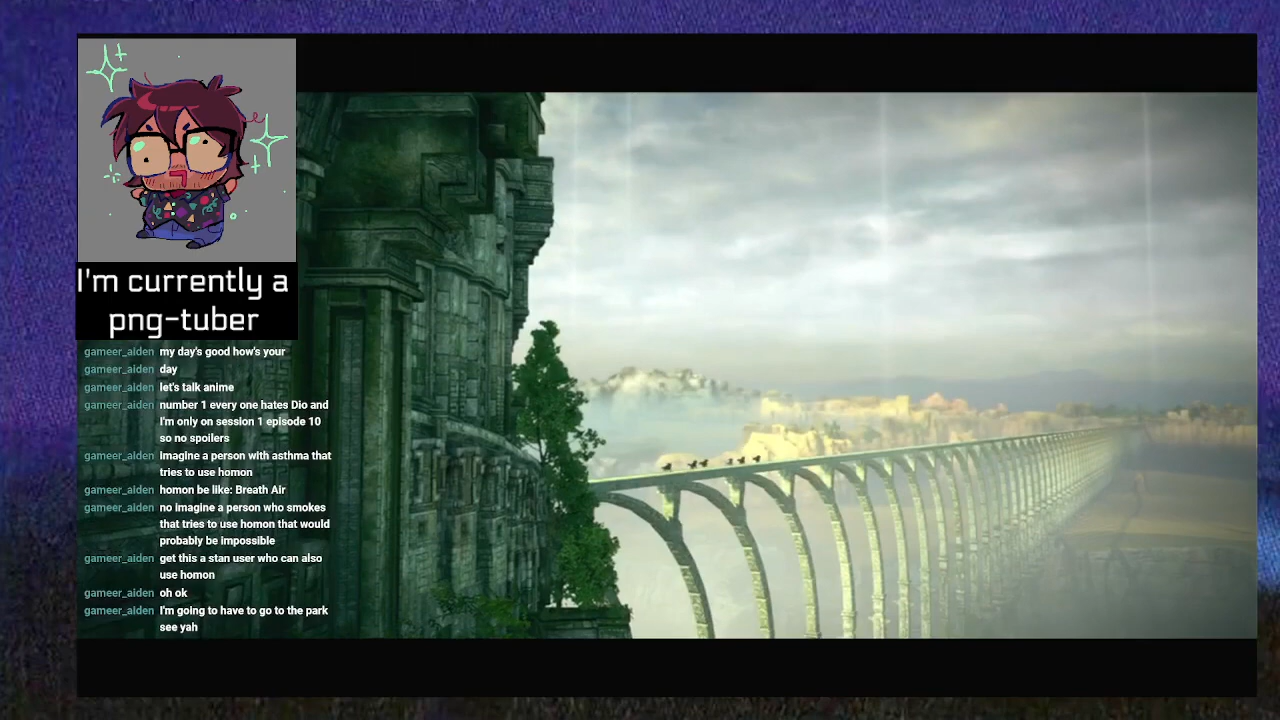 I'm currently a
png-tuber
gameer_aiden my day's good how's your
gameer_aiden day
gameer_aiden let's talk anime
gameer_aiden number 1 every one hates Dio and
I'm only on session 1 episode 10
so no spoilers
gameer_aiden Imagine a person with asthma that
tries to use homon
gameer_aiden homon be like: Breath Air
gameer_aiden no imagine a person who smokes
that tries to use homon that would
probably be impossible
gameer_aiden get this a stan user who can also
use homon
gameer_aiden oh ok
gameer_aiden I'm going to have to go to the park
see yah